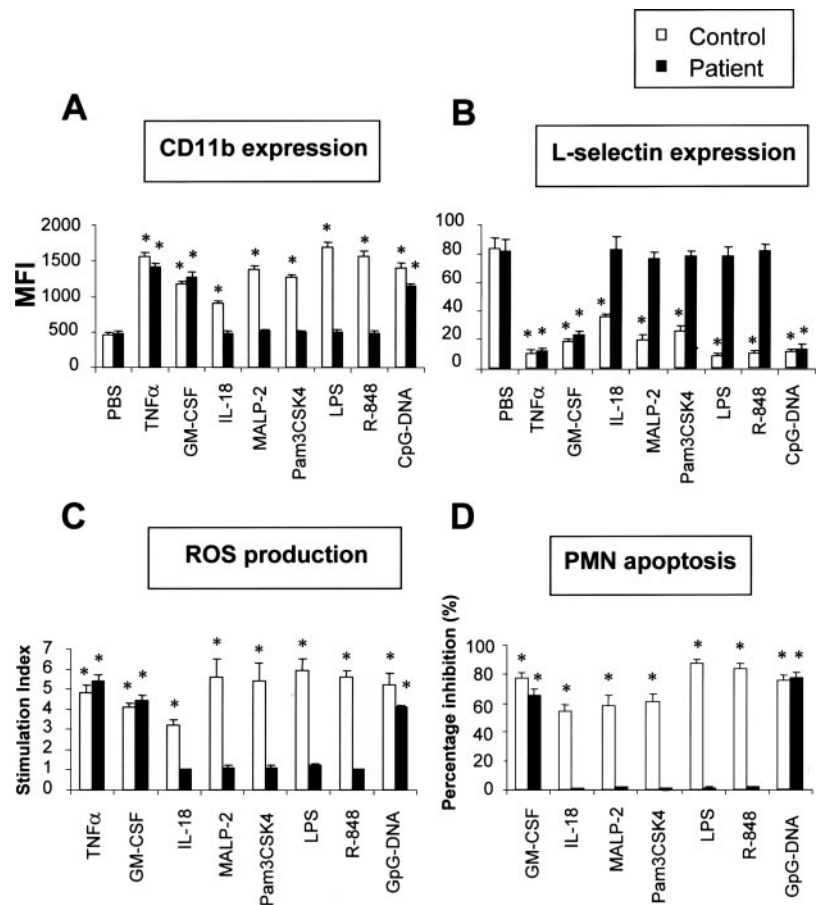 Control
Patient
A
CD11b expression
B
L-selectin expression
MFI
2000
1500
1000
500
0
* * * * * * * * * * *
PBS
TNFα
GM-CSF
IL-18
MALP-2
Pam3CSK4
LPS
R-848
CpG-DNA
100
80
60
40
20
0
* * * * * * * * * * *
PBS
TNFα
GM-CSF
IL-18
MALP-2
Pam3CSK4
LPS
R-848
CpG-DNA
C
ROS production
D
PMN apoptosis
Stimulation Index
7
6
5
4
3
2
1
0
* * * * * * * * * * *
TNFα
GM-CSF
IL-18
MALP-2
Pam3CSK4
LPS
R-848
GpG-DNA
Percentage inhibition (%)
100
80
60
40
20
0
* * * * * * * * *
GM-CSF
IL-18
MALP-2
Pam3CSK4
LPS
R-848
GpG-DNA